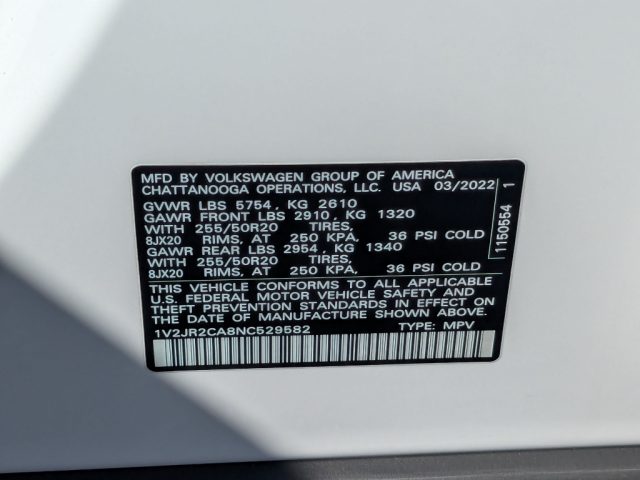 MFD BY VOLKSWAGEN GROUP OF AMERICA
CHATTANOOGA OPERATIONS, LLC. USA 03/2022
GVWR LBS 5754, KG 2610
GAWR FRONT LBS 2910, KG 1320
WITH 255/50R20 TIRES,
8JX20 RIMS, AT 250 KPA, 36 PSI COLD
GAWR REAR LBS 2954, KG 1340
WITH 255/50R20 TIRES,
8JX20 RIMS, AT 250 KPA, 36 PSI COLD
THIS VEHICLE CONFORMS TO ALL APPLICABLE
U.S. FEDERAL MOTOR VEHICLE SAFETY AND
THEFT PREVENTION STANDARDS IN EFFECT ON
THE DATE OF MANUFACTURE SHOWN ABOVE.
1V2JR2CA8NC529582 TYPE: MPV
1150554 1